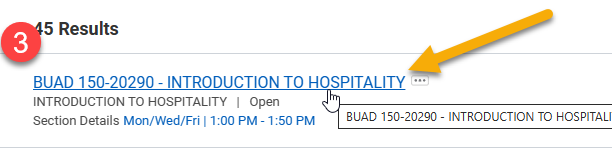 3
45 Results
BUAD 150-20290 - INTRODUCTION TO HOSPITALITY
INTRODUCTION TO HOSPITALITY | Open
Section Details Mon/Wed/Fri | 1:00 PM - 1:50 PM
BUAD 150-20290 - INTRODUCTION TO HOSPITALI